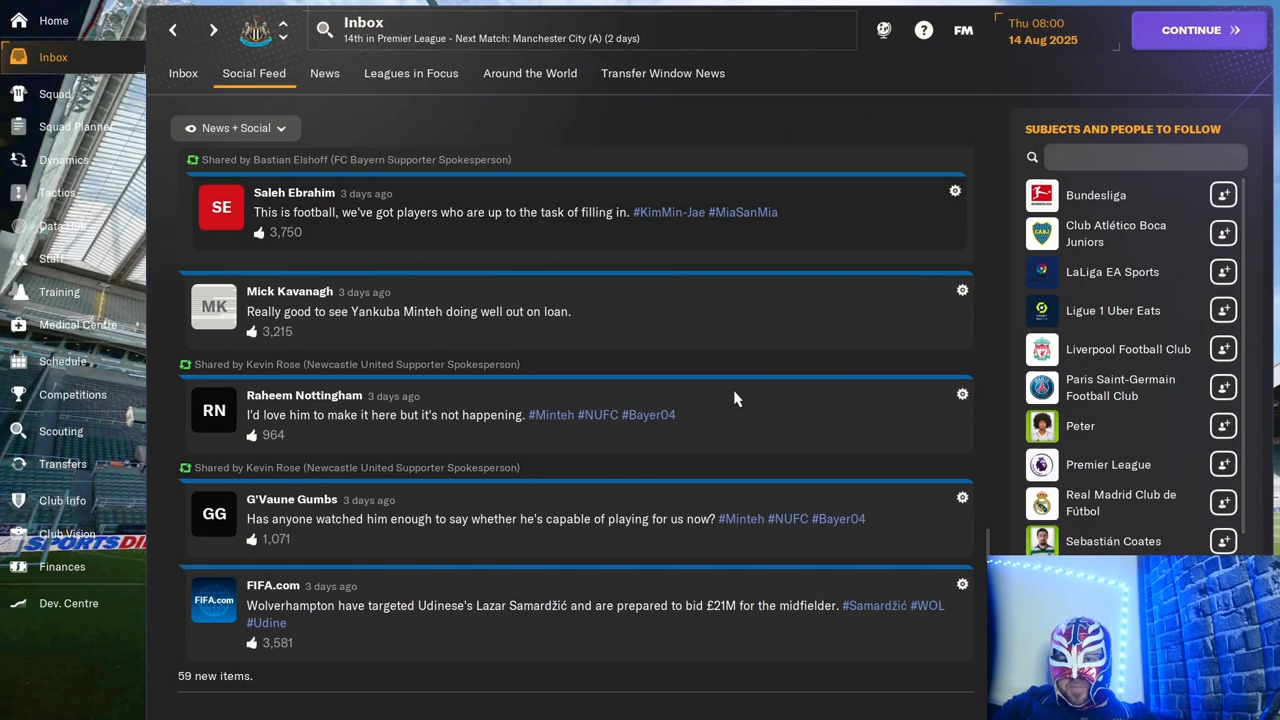 Home
Inbox
Squad
Squad Planner
Dynamics
Tactics
Data Hub
Staff
Training
Medical Centre
Schedule
Competitions
Scouting
Transfers
Club Info
Club Vision
SPORTSDIRECT
Finances
Dev. Centre
Inbox
14th in Premier League - Next Match: Manchester City (A) (2 days)
?
FM
Thu 08:00
14 Aug 2025
CONTINUE
Inbox
Social Feed
News
Leagues in Focus
Around the World
Transfer Window News
News + Social
Shared by Bastian Elshoff (FC Bayern Supporter Spokesperson)
SE
Saleh Ebrahim 3 days ago
This is football, we've got players who are up to the task of filling in. #KimMin-Jae #MiaSanMia
3,750
MK
Mick Kavanagh 3 days ago
Really good to see Yankuba Minteh doing well out on loan.
3,215
Shared by Kevin Rose (Newcastle United Supporter Spokesperson)
RN
Raheem Nottingham 3 days ago
I'd love him to make it here but it's not happening. #Minteh #NUFC #Bayer04
964
Shared by Kevin Rose (Newcastle United Supporter Spokesperson)
GG
G'Vaune Gumbs 3 days ago
Has anyone watched him enough to say whether he's capable of playing for us now? #Minteh #NUFC #Bayer04
1,071
FIFA.com
FIFA.com 3 days ago
Wolverhampton have targeted Udinese's Lazar Samardžić and are prepared to bid £21M for the midfielder. #Samardžić #WOL
#Udine
3,581
59 new items.
SUBJECTS AND PEOPLE TO FOLLOW
Bundesliga
Club Atlético Boca
Juniors
LaLiga EA Sports
Ligue 1 Uber Eats
Liverpool Football Club
Paris Saint-Germain
Football Club
Peter
Premier League
Real Madrid Club de
Fútbol
Sebastián Coates